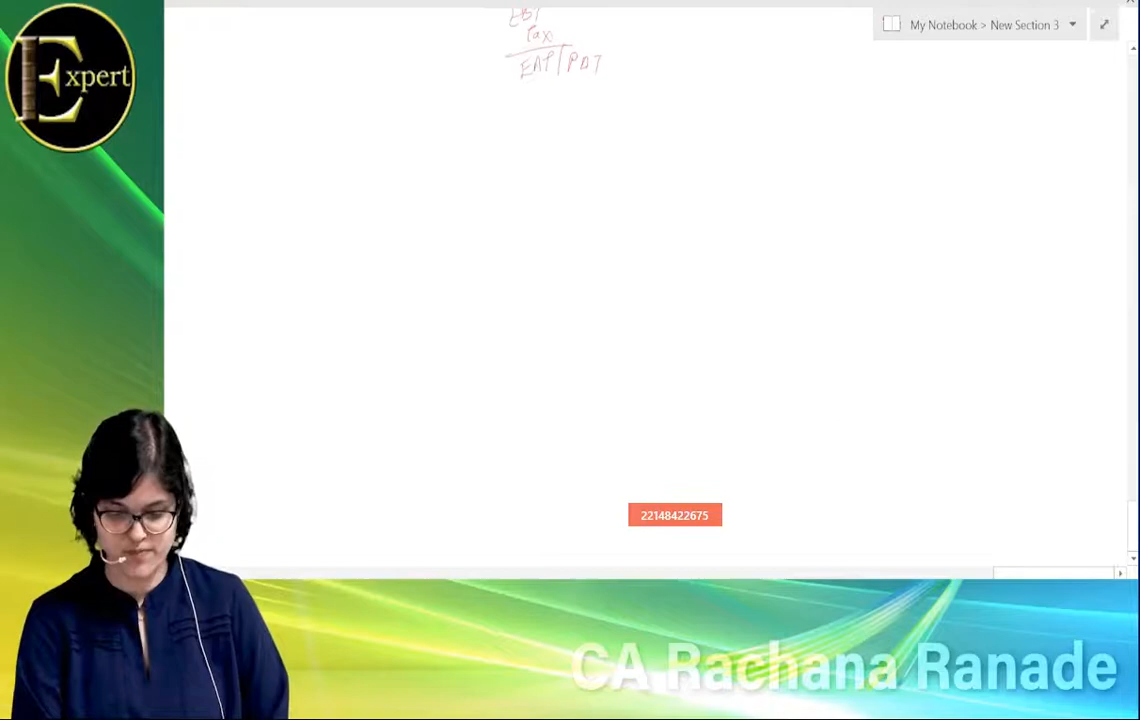 Expert
My Notebook > New Section 3
EBT
Tax
EAT | PAT
22148422675
CA Rachana Ranade